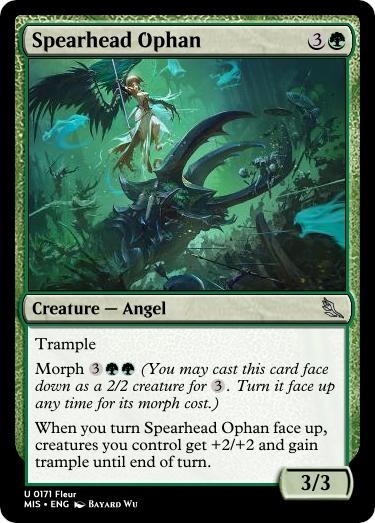 Spearhead Ophan 3
Creature — Angel
Trample
Morph 3 (You may cast this card face
down as a 2/2 creature for 3. Turn it face up
any time for its morph cost.)
When you turn Spearhead Ophan face up,
creatures you control get +2/+2 and gain
trample until end of turn.
3/3
U 0171 Fleur
MIS • ENG Bayard Wu